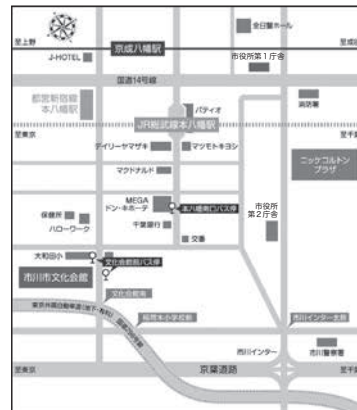 至上野
京成八幡駅
至成田
全日警ホール
J-HOTEL
市役所第1庁舎
国道14号線
都営新宿線
本八幡駅
パティオ
消防署
JR総武線本八幡駅
至東京
至千葉
デイリーヤマザキ
マツモトキヨシ
ニッケコルトン
プラザ
マクドナルド
MEGA
ドン・キホーテ
本八幡南口バス停
市役所
第2庁舎
保健所
ハローワーク
千葉銀行
交番
大和田小
文化会館前バス停
市川市文化会館
文化会館南
東京外環自動車道(地下・有料)
国道298号線
稲荷木小学校前
市川インター北側
市川インター
市川警察署
至東京
京葉道路
至千葉